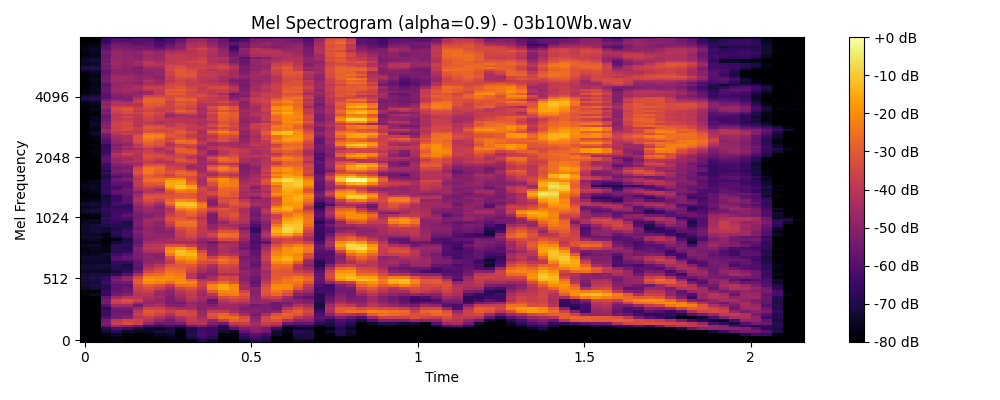 Mel Spectrogram (alpha=0.9) - 03b10Wb.wav
Mel Frequency
4096
2048
1024
512
0
0
0.5
1
1.5
2
Time
+0 dB
-10 dB
-20 dB
-30 dB
-40 dB
-50 dB
-60 dB
-70 dB
-80 dB